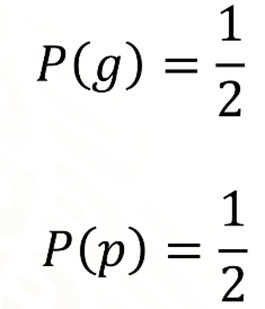 P(g) = 1/2
P(p) = 1/2